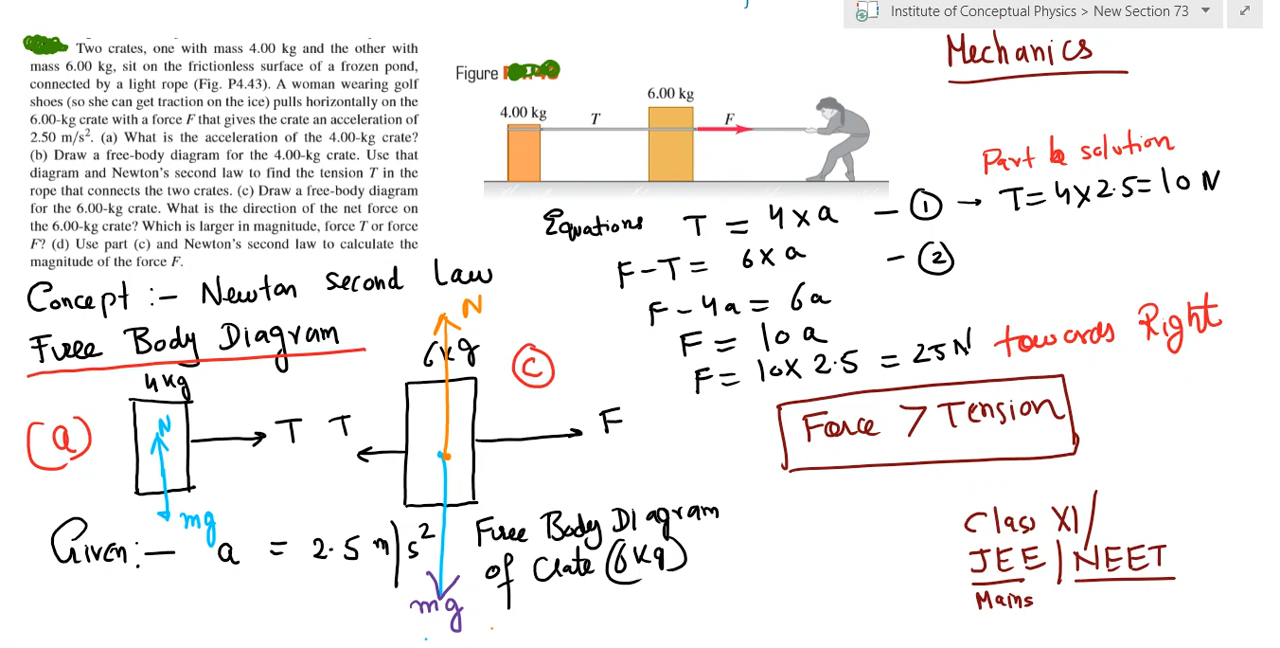 Institute of Conceptual Physics > New Section 73
Mechanics
Two crates, one with mass 4.00 kg and the other with
mass 6.00 kg, sit on the frictionless surface of a frozen pond,
connected by a light rope (Fig. P4.43). A woman wearing golf
shoes (so she can get traction on the ice) pulls horizontally on the
6.00-kg crate with a force F that gives the crate an acceleration of
2.50 m/s². (a) What is the acceleration of the 4.00-kg crate?
(b) Draw a free-body diagram for the 4.00-kg crate. Use that
diagram and Newton's second law to find the tension T in the
rope that connects the two crates. (c) Draw a free-body diagram
for the 6.00-kg crate. What is the direction of the net force on
the 6.00-kg crate? Which is larger in magnitude, force T or force
F? (d) Use part (c) and Newton's second law to calculate the
magnitude of the force F.
Figure
4.00 kg
T
6.00 kg
F
Part b solution
Equations T = 4 x a - ① → T = 4 x 2.5 = 10 N
F - T = 6 x a - ②
F - 4a = 6a
F = 10 a
F = 10 x 2.5 = 25 N towards Right
Force > Tension
Concept :- Newton second Law
Free Body Diagram
(a)
4kg
N
T
mg
T
6kg
N
F
mg
ⓒ
Given :- a = 2.5 m/s²
Free Body Diagram
of Crate (6kg)
Class XI/
JEE | NEET
Mains